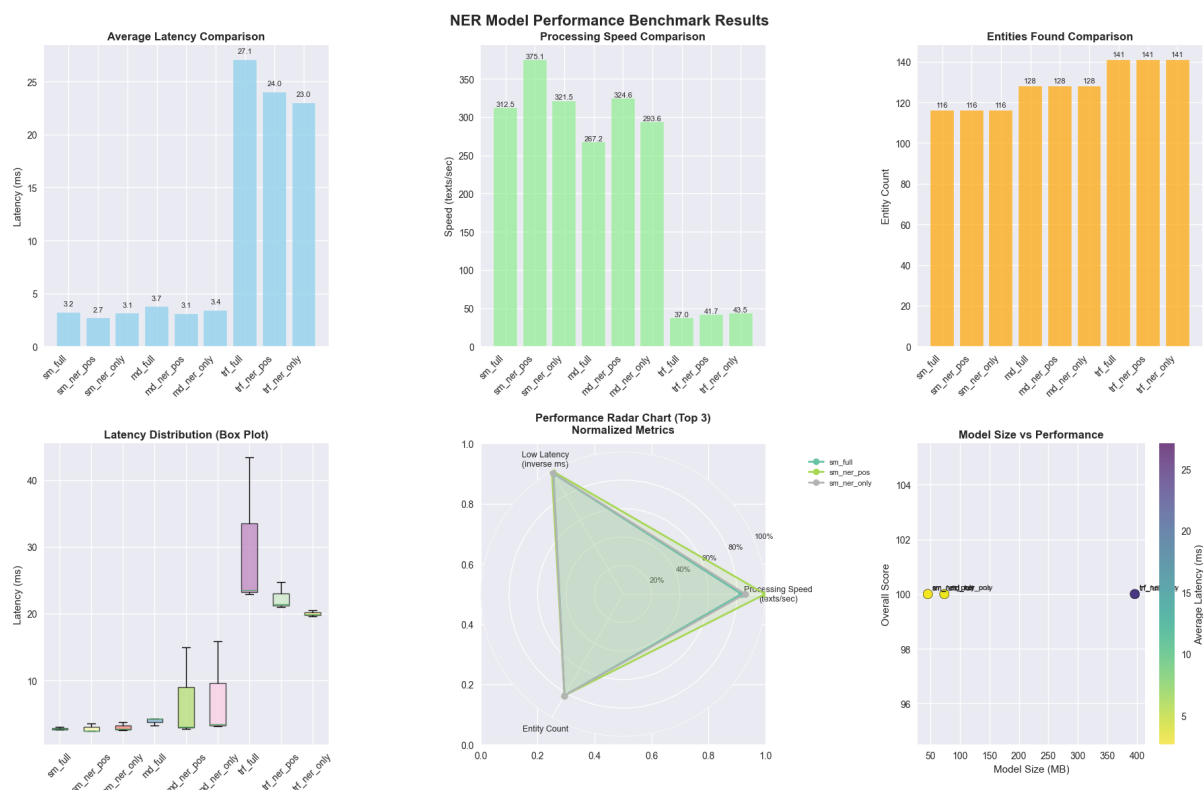 NER Model Performance Benchmark Results
Average Latency Comparison
Latency (ms)
25
20
15
10
5
0
3.2
2.7
3.1
3.7
3.1
3.4
27.1
24.0
23.0
sm_full
sm_ner_pos
sm_ner_only
md_full
md_ner_pos
md_ner_only
trf_full
trf_ner_pos
trf_ner_only
Processing Speed Comparison
Speed (texts/sec)
350
300
250
200
150
100
50
0
312.5
375.1
321.5
267.2
324.6
293.6
37.0
41.7
43.5
sm_full
sm_ner_pos
sm_ner_only
md_full
md_ner_pos
md_ner_only
trf_full
trf_ner_pos
trf_ner_only
Entities Found Comparison
Entity Count
140
120
100
80
60
40
20
0
116
116
116
128
128
128
141
141
141
sm_full
sm_ner_pos
sm_ner_only
md_full
md_ner_pos
md_ner_only
trf_full
trf_ner_pos
trf_ner_only
Latency Distribution (Box Plot)
Latency (ms)
40
30
20
10
sm_full
sm_ner_pos
sm_ner_only
md_full
md_ner_pos
md_ner_only
trf_full
trf_ner_pos
trf_ner_only
Performance Radar Chart (Top 3)
Normalized Metrics
1.0
0.8
0.6
0.4
0.2
0.0
Low Latency
(inverse ms)
100%
80%
40%
20%
Processing Speed
(texts/sec)
Entity Count
0.0
0.2
0.4
0.6
0.8
1.0
sm_full
sm_ner_pos
sm_ner_only
Model Size vs Performance
Overall Score
104
102
100
98
96
50
100
150
200
250
300
350
400
Model Size (MB)
25
20
15
10
5
Average Latency (ms)